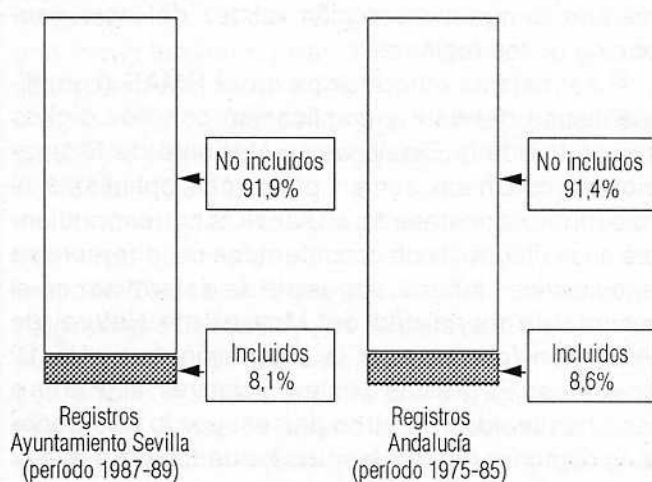 No incluidos
91,9%
Incluidos
8,1%
Registros
Ayuntamiento Sevilla
(período 1987-89)
No incluidos
91,4%
Incluidos
8,6%
Registros
Andalucía
(período 1975-85)